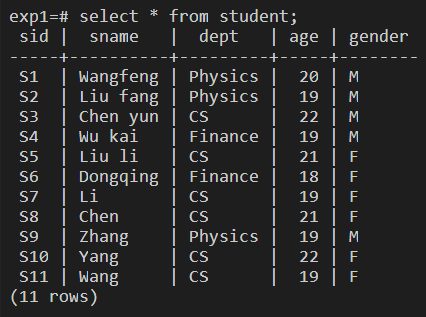 exp1=# select * from student;
 sid |  sname   |  dept   | age | gender
-----+----------+---------+-----+--------
 S1  | Wangfeng | Physics |  20 | M
 S2  | Liu fang | Physics |  19 | M
 S3  | Chen yun | CS      |  22 | M
 S4  | Wu kai   | Finance |  19 | M
 S5  | Liu li   | CS      |  21 | F
 S6  | Dongqing | Finance |  18 | F
 S7  | Li       | CS      |  19 | F
 S8  | Chen     | CS      |  21 | F
 S9  | Zhang    | Physics |  19 | M
 S10 | Yang     | CS      |  22 | F
 S11 | Wang     | CS      |  19 | F
(11 rows)